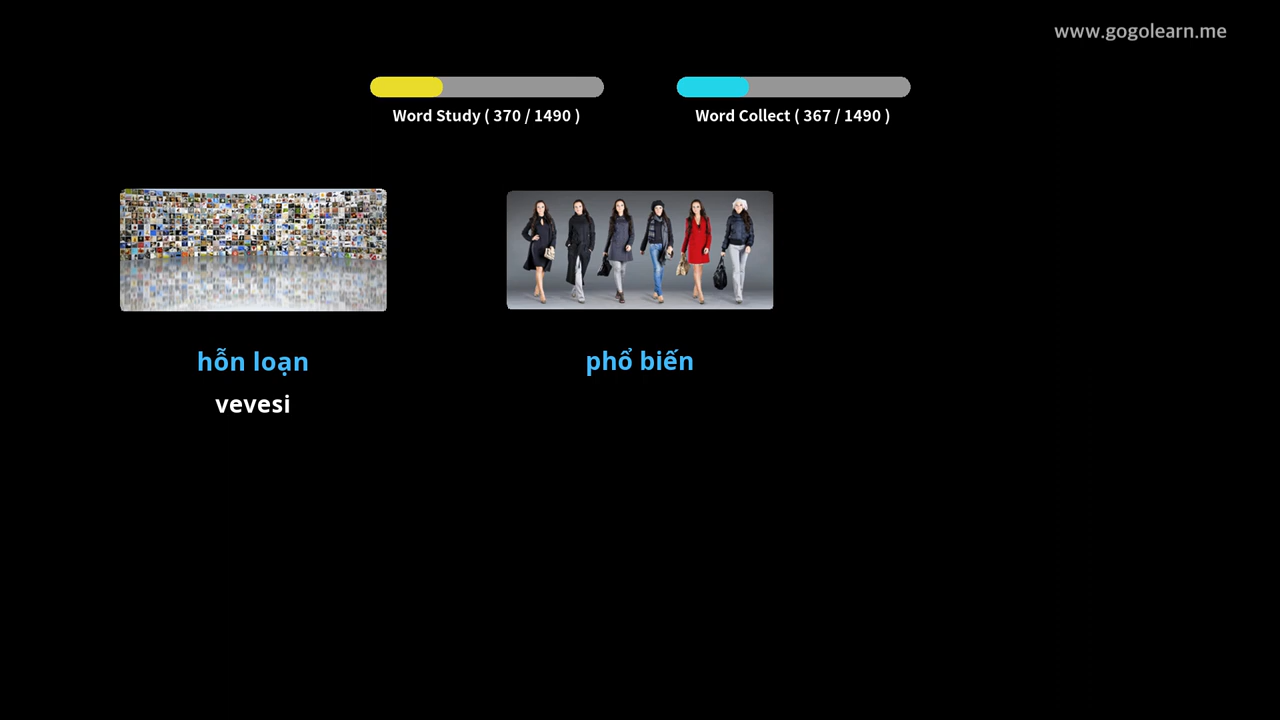 www.gogolearn.me
Word Study ( 370 / 1490 )
Word Collect ( 367 / 1490 )
hỗn loạn
vevesi
phổ biến